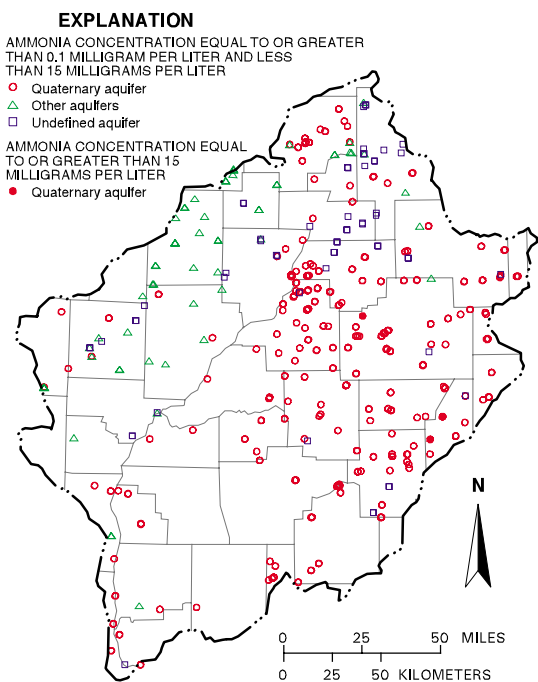 EXPLANATION
AMMONIA CONCENTRATION EQUAL TO OR GREATER
THAN 0.1 MILLIGRAM PER LITER AND LESS
THAN 15 MILLIGRAMS PER LITER
Quaternary aquifer
Other aquifers
Undefined aquifer
AMMONIA CONCENTRATION EQUAL
TO OR GREATER THAN 15
MILLIGRAMS PER LITER
Quaternary aquifer
N
0 25 50 MILES
0 25 50 KILOMETERS